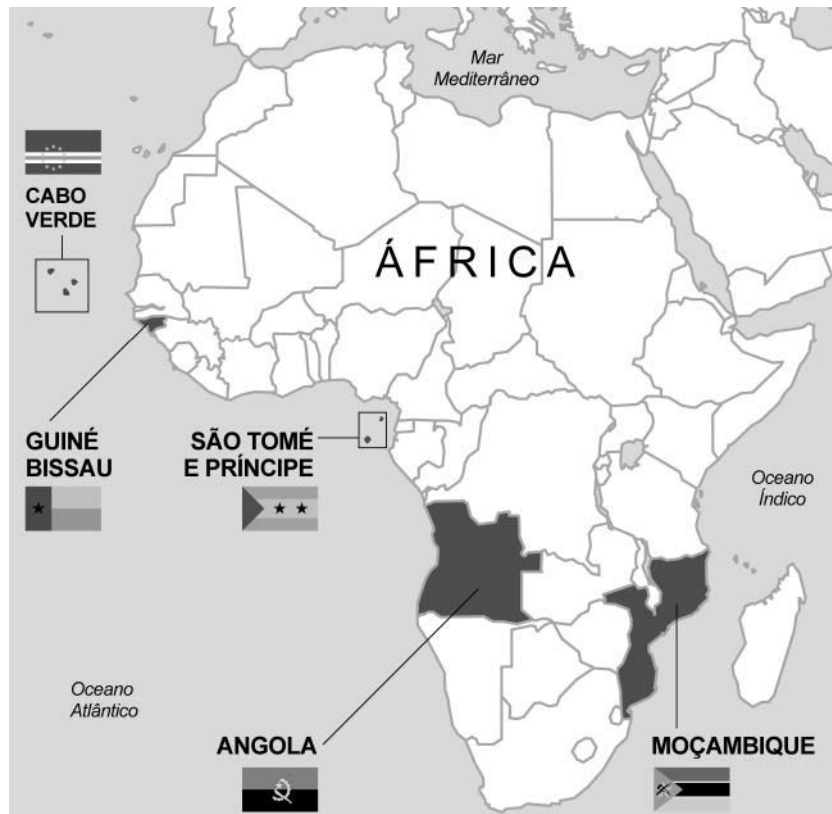 Mar
Mediterrâneo
CABO
VERDE
ÁFRICA
GUINÉ
BISSAU
SÃO TOMÉ
E PRÍNCIPE
Oceano
Índico
Oceano
Atlântico
ANGOLA
MOÇAMBIQUE